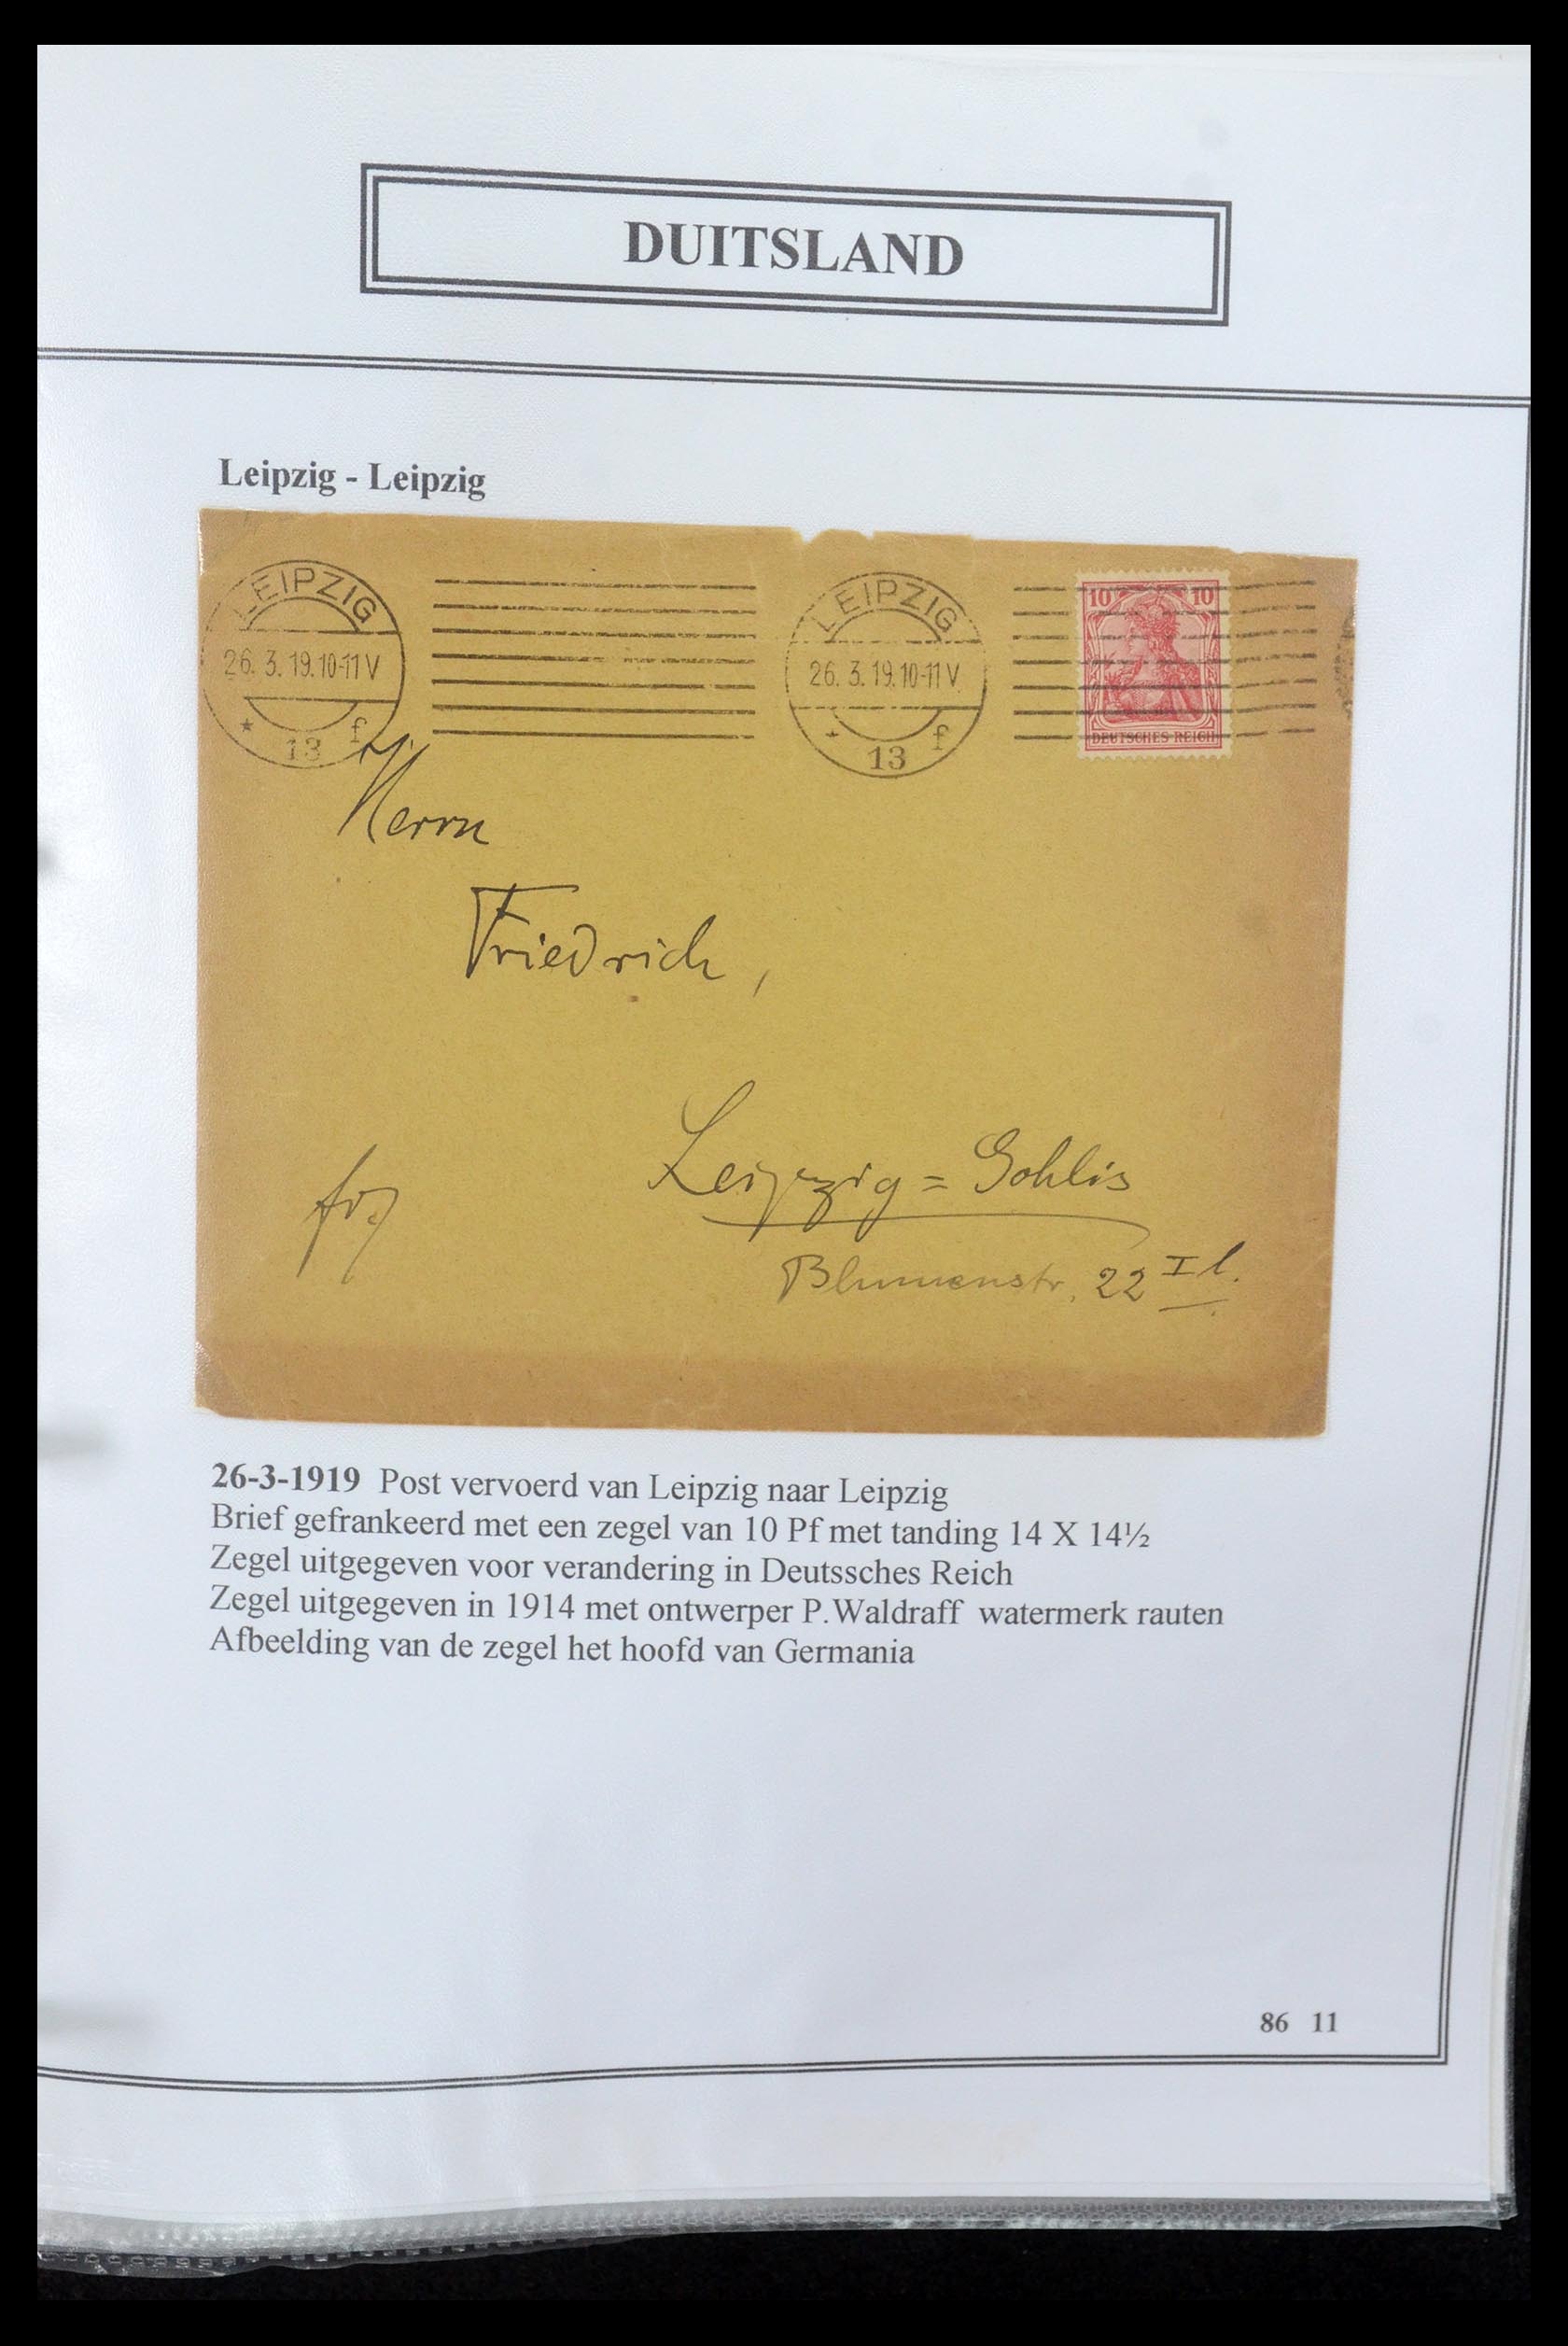 DUITSLAND
Leipzig - Leipzig
LEIPZIG
26. 3. 19. 10-11 V
* 13 f
LEIPZIG
26. 3. 19. 10-11 V
* 13 f
10 10
DEUTSCHES REICH
Herrn
Friedrich,
Leipzig = Gohlis
Blumenstr. 22 I l.
26-3-1919 Post vervoerd van Leipzig naar Leipzig
Brief gefrankeerd met een zegel van 10 Pf met tanding 14 X 14½
Zegel uitgegeven voor verandering in Deutssches Reich
Zegel uitgegeven in 1914 met ontwerper P.Waldraff watermerk rauten
Afbeelding van de zegel het hoofd van Germania
86 11